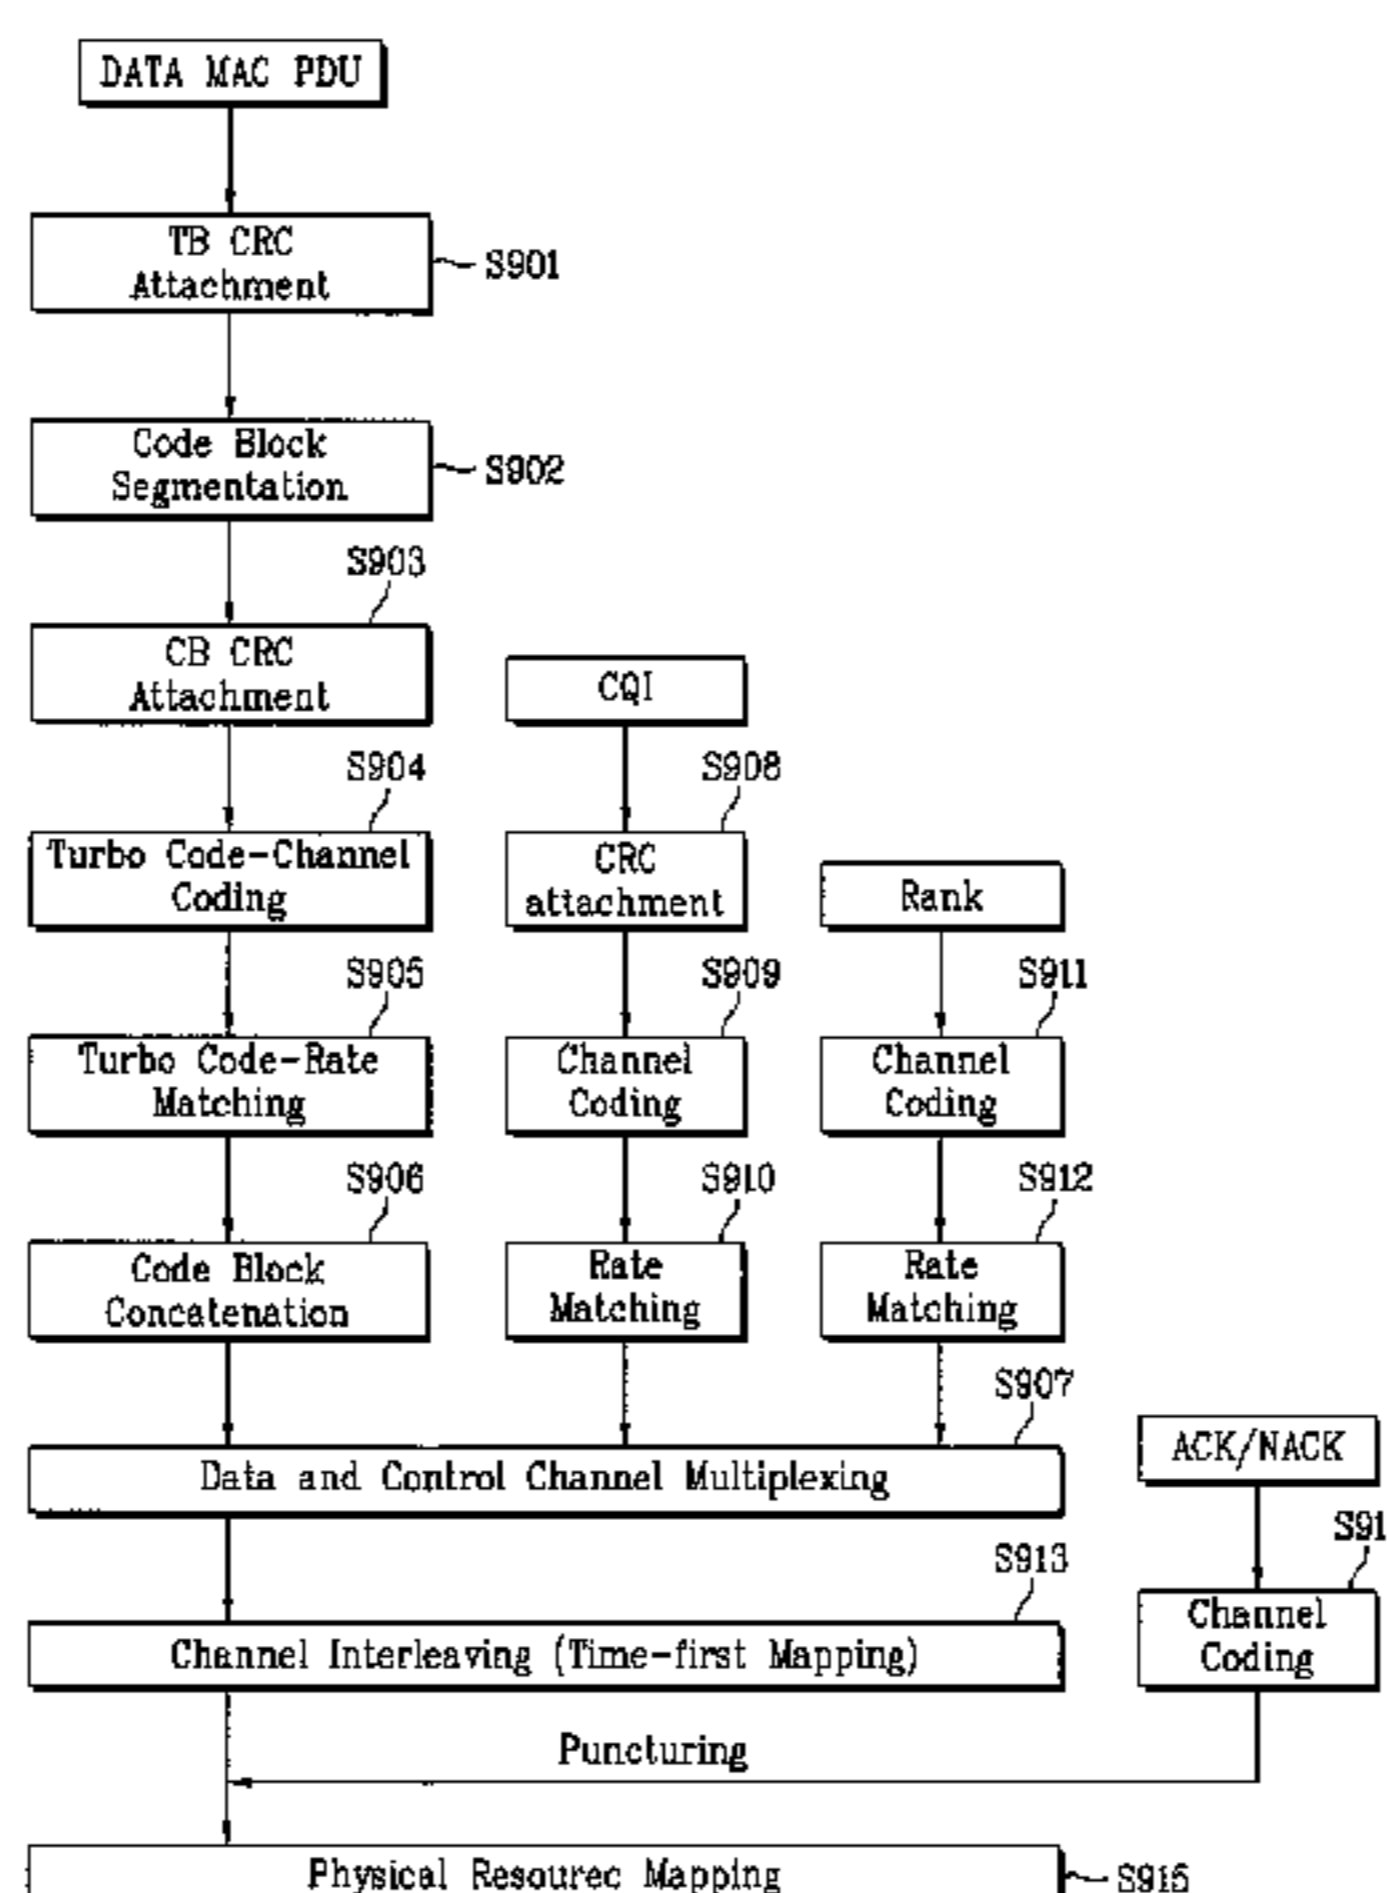 DATA MAC PDU
TB CRC
Attachment
S901
Code Block
Segmentation
S902
S903
CB CRC
Attachment
CQI
S904
S908
Turbo Code-Channel
Coding
CRC
attachment
Rank
S905
S909
S911
Turbo Code-Rate
Matching
Channel
Coding
Channel
Coding
S906
S910
S912
Code Block
Concatenation
Rate
Matching
Rate
Matching
S907
Data and Control Channel Multiplexing
ACK/NACK
S91
S913
Channel Interleaving (Time-first Mapping)
Channel
Coding
Puncturing
Physical Resourec Mapping
S915